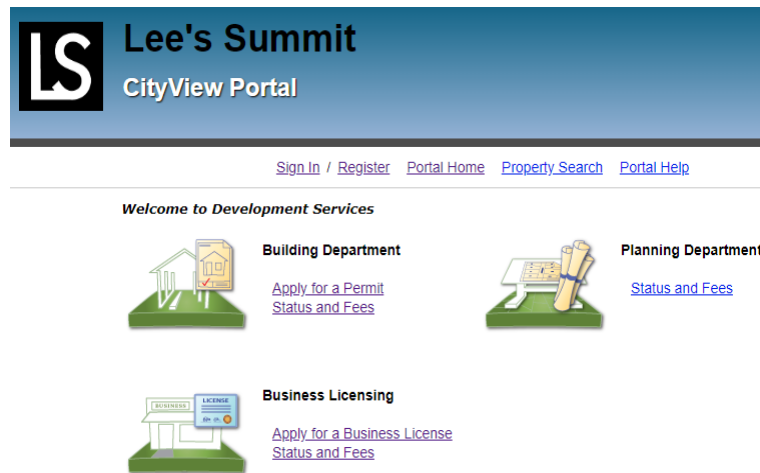 LS
Lee's Summit
CityView Portal
Sign In / Register Portal Home Property Search Portal Help
Welcome to Development Services
Building Department
Apply for a Permit
Status and Fees
Planning Department
Status and Fees
BUSINESS
LICENSE
Business Licensing
Apply for a Business License
Status and Fees